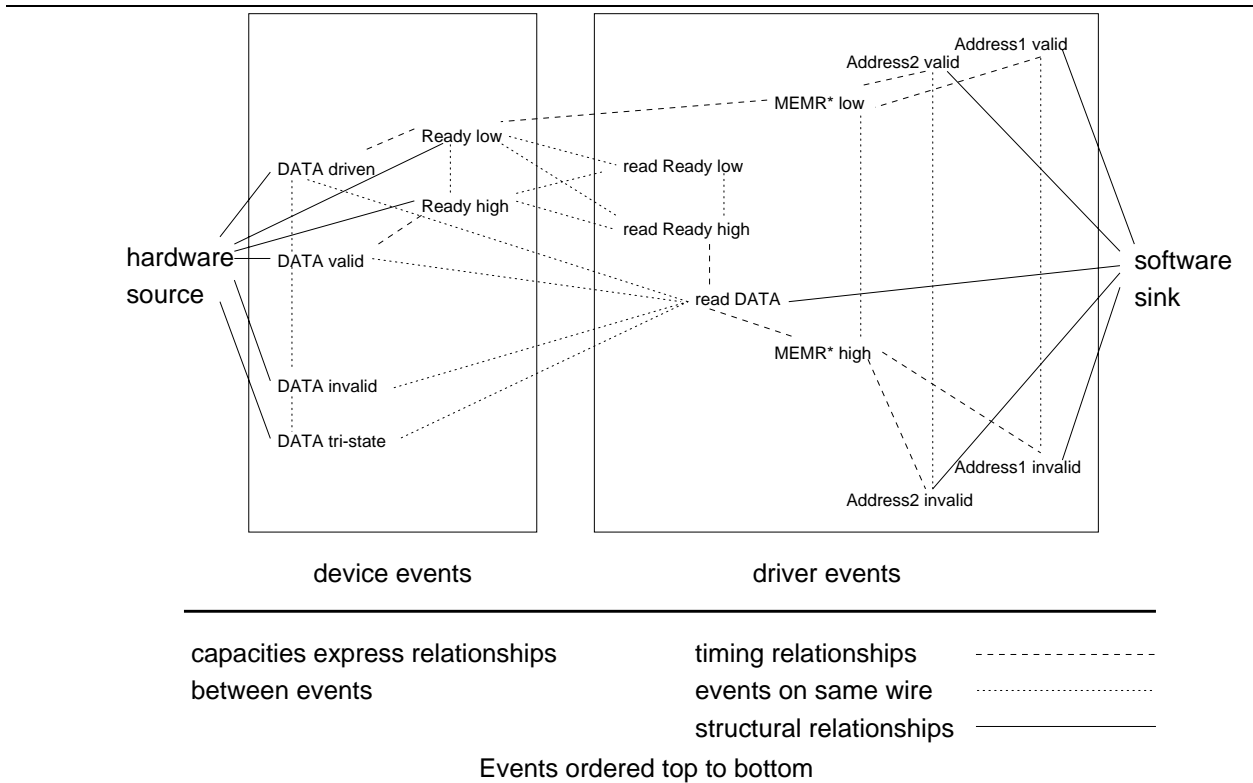 Address1 valid
Address2 valid
MEMR* low
Ready low
DATA driven
read Ready low
Ready high
read Ready high
hardware
source
DATA valid
software
sink
read DATA
MEMR* high
DATA invalid
DATA tri-state
Address1 invalid
Address2 invalid
device events
driver events
capacities express relationships
between events
timing relationships
events on same wire
structural relationships
Events ordered top to bottom